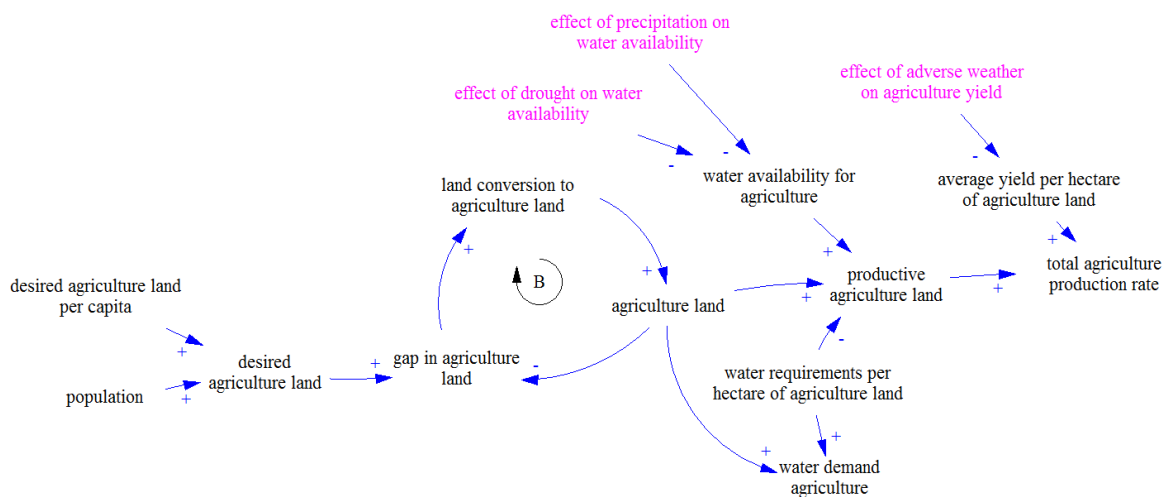 effect of precipitation on
water availability
effect of adverse weather
on agriculture yield
effect of drought on water
availability
-
-
-
land conversion to
agriculture land
water availability for
agriculture
average yield per hectare
of agriculture land
+
+
+
+
B
desired agriculture land
per capita
agriculture land
productive
agriculture land
total agriculture
production rate
+
+
+
-
desired
agriculture land
+
gap in agriculture
land
-
water requirements per
hectare of agriculture land
population
+
+
+
water demand
agriculture